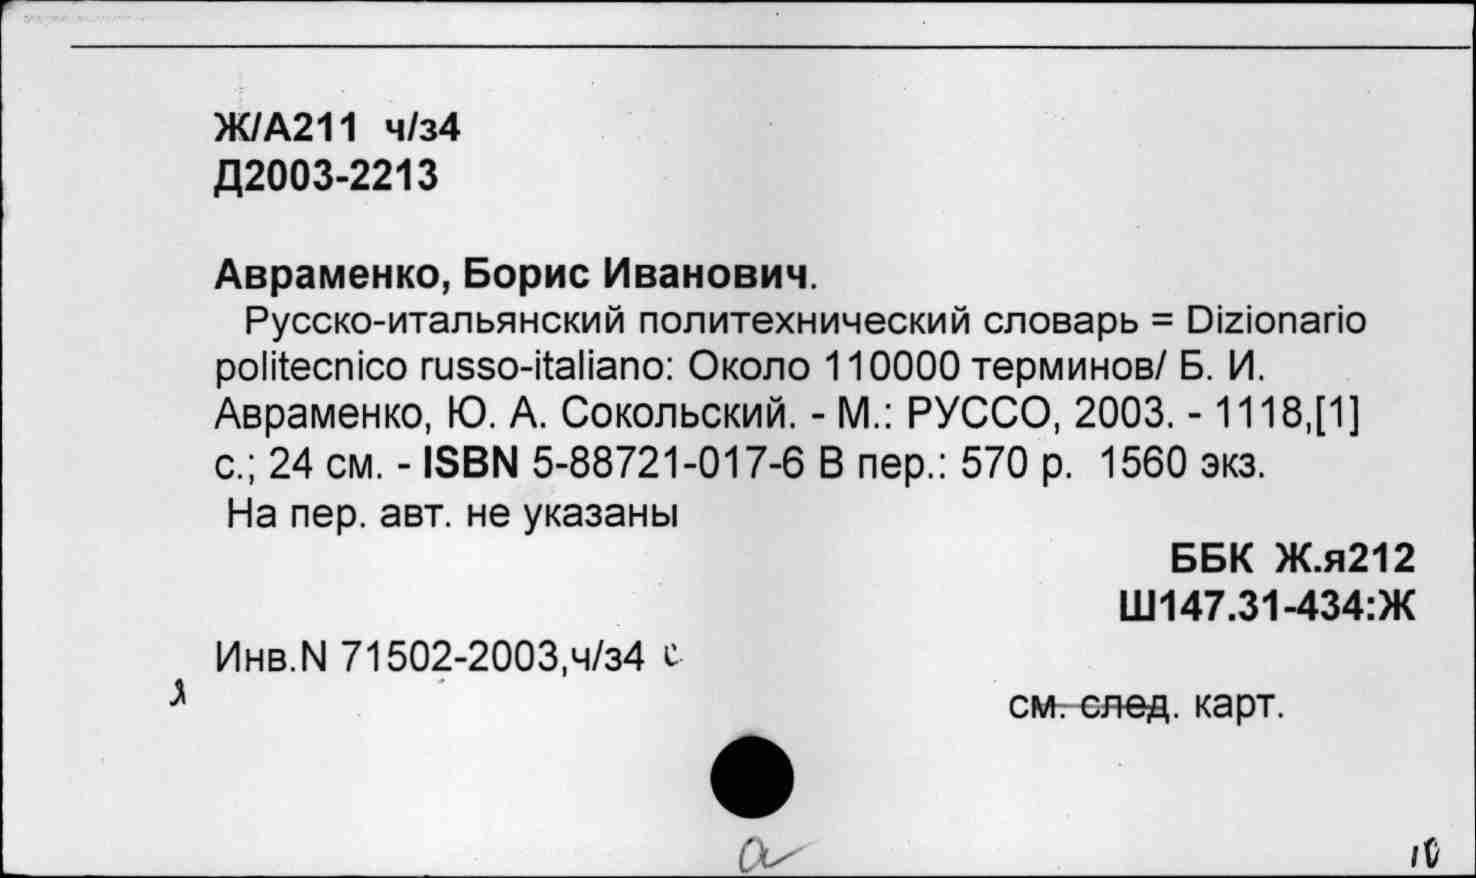 Ж/А211 ч/з4
Д2003-2213
Авраменко, Борис Иванович.
Русско-итальянский политехнический словарь = Dizionario
politecnico russo-italiano: Около 110000 терминов/ Б. И.
Авраменко, Ю. А. Сокольский. - М.: РУССО, 2003. - 1118,[1]
с.; 24 см. - ISBN 5-88721-017-6 В пер.: 570 р. 1560 экз.
На пер. авт. не указаны
ББК Ж.я212
Ш147.31-434:Ж
Инв.N 71502-2003,ч/з4 с
см. след. карт.
а
10